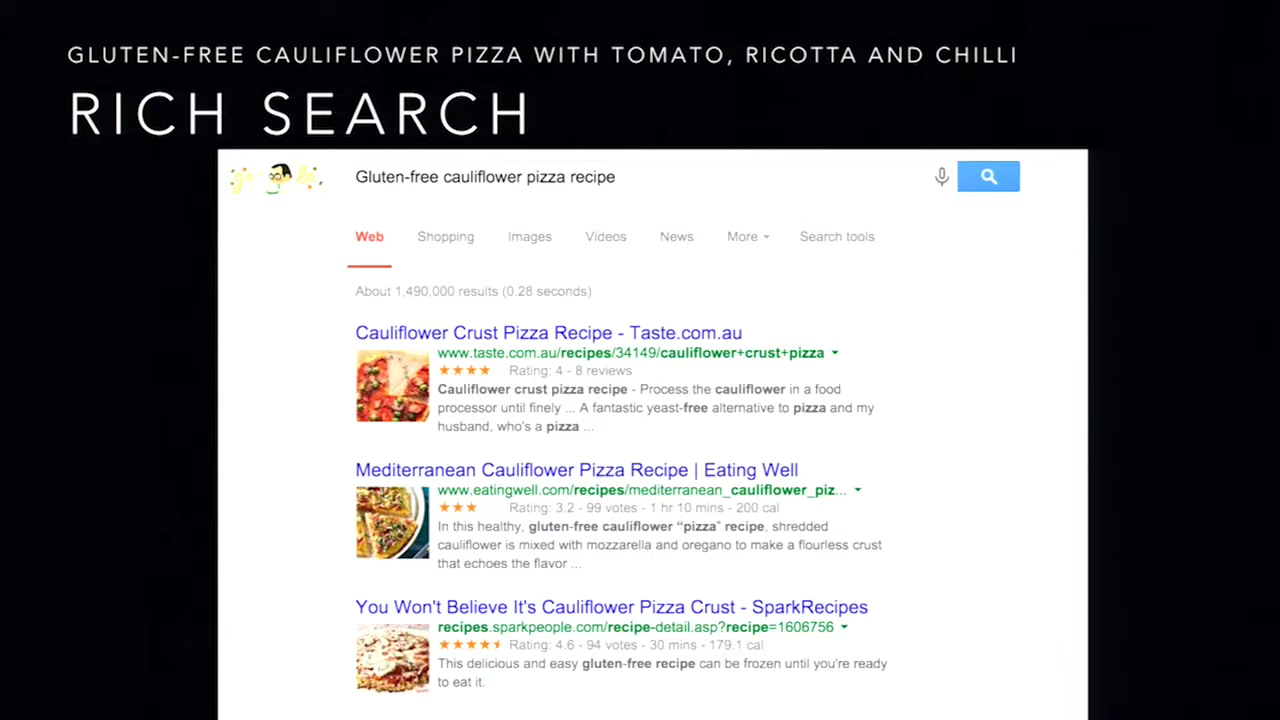 GLUTEN-FREE CAULIFLOWER PIZZA WITH TOMATO, RICOTTA AND CHILLI
RICH SEARCH
Gluten-free cauliflower pizza recipe
Web Shopping Images Videos News More Search tools
About 1,490,000 results (0.28 seconds)
Cauliflower Crust Pizza Recipe - Taste.com.au
www.taste.com.au/recipes/34149/cauliflower+crust+pizza
Rating: 4 - 8 reviews
Cauliflower crust pizza recipe - Process the cauliflower in a food
processor until finely ... A fantastic yeast-free alternative to pizza and my
husband, who's a pizza ...
Mediterranean Cauliflower Pizza Recipe | Eating Well
www.eatingwell.com/recipes/mediterranean_cauliflower_piz...
Rating: 3.2 - 99 votes - 1 hr 10 mins - 200 cal
In this healthy, gluten-free cauliflower “pizza” recipe, shredded
cauliflower is mixed with mozzarella and oregano to make a flourless crust
that echoes the flavor ...
You Won't Believe It's Cauliflower Pizza Crust - SparkRecipes
recipes.sparkpeople.com/recipe-detail.asp?recipe=1606756
Rating: 4.6 - 94 votes - 30 mins - 179.1 cal
This delicious and easy gluten-free recipe can be frozen until you're ready
to eat it.